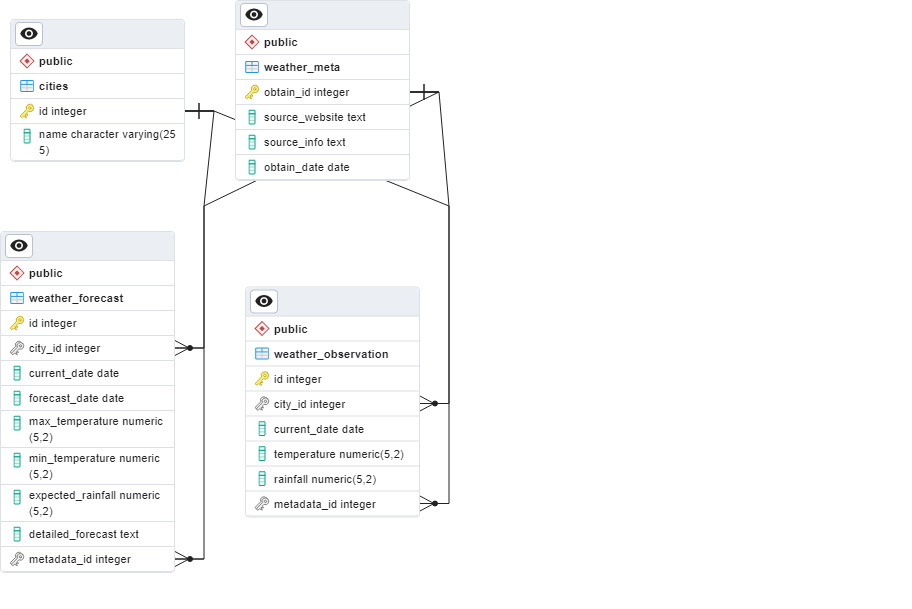 public
cities
id integer
name character varying(25
5)
public
weather_meta
obtain_id integer
source_website text
source_info text
obtain_date date
public
weather_forecast
id integer
city_id integer
current_date date
forecast_date date
max_temperature numeric
(5,2)
min_temperature numeric
(5,2)
expected_rainfall numeric
(5,2)
detailed_forecast text
metadata_id integer
public
weather_observation
id integer
city_id integer
current_date date
temperature numeric(5,2)
rainfall numeric(5,2)
metadata_id integer